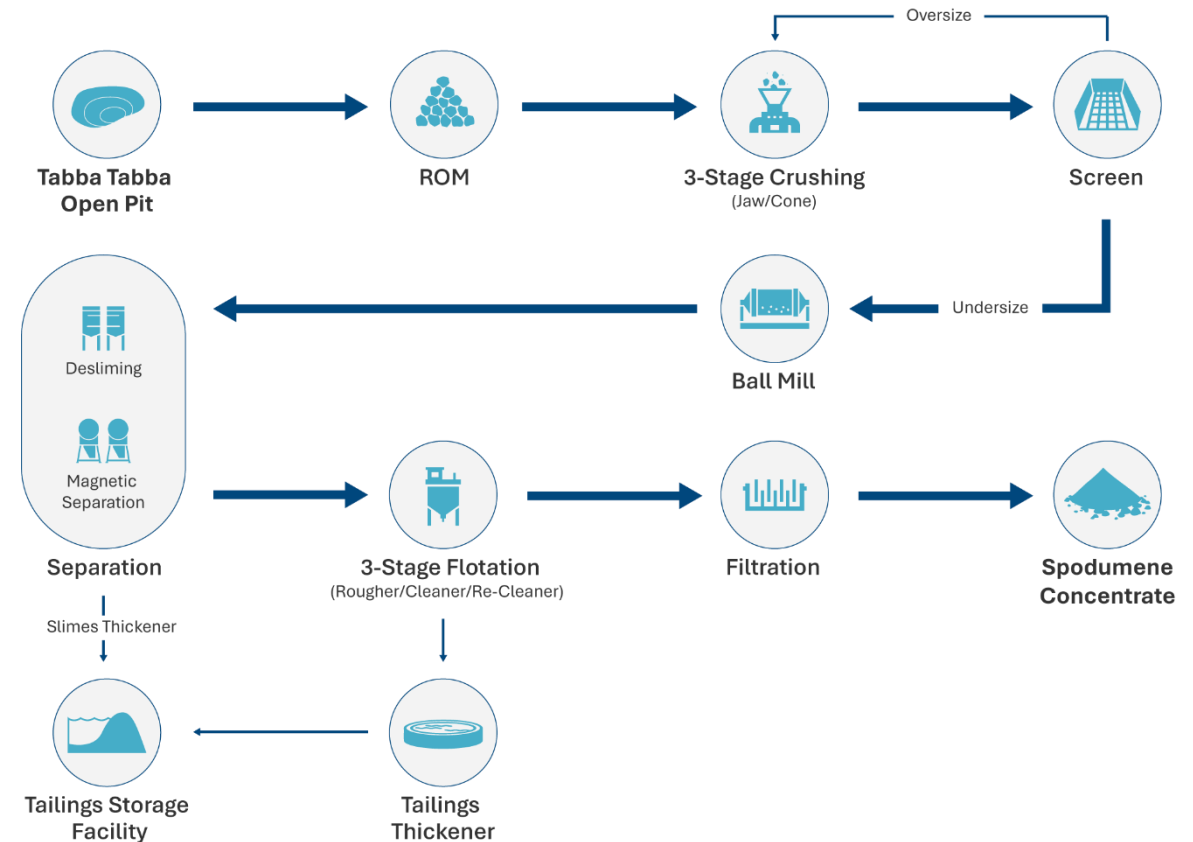 Oversize
Tabba Tabba
Open Pit
ROM
3-Stage Crushing
(Jaw/Cone)
Screen
Undersize
Ball Mill
Desliming
Magnetic
Separation
Separation
3-Stage Flotation
(Rougher/Cleaner/Re-Cleaner)
Filtration
Spodumene
Concentrate
Slimes Thickener
Tailings Storage
Facility
Tailings
Thickener